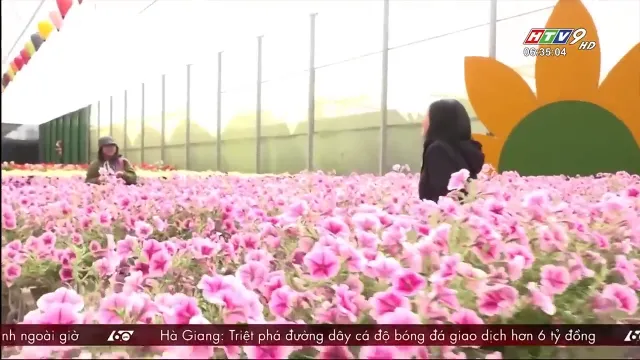 HTV9 HD
06:35:04
nh ngoài giờ 60 Hà Giang: Triệt phá đường dây cá độ bóng đá giao dịch hơn 6 tỷ đồng